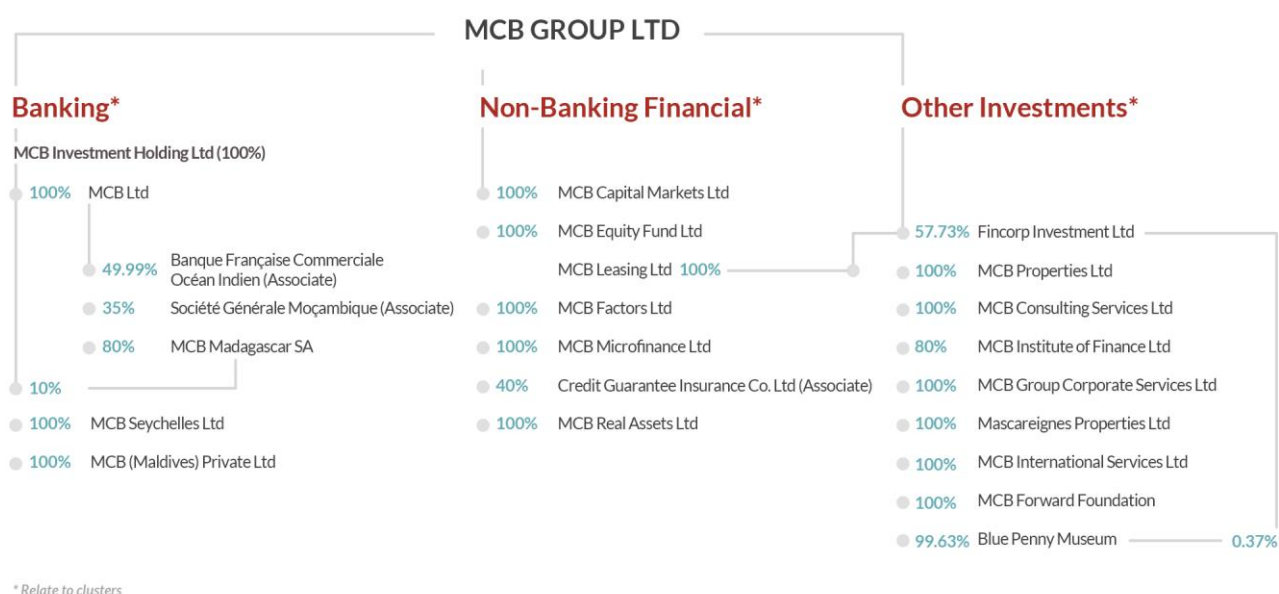 MCB GROUP LTD
Banking*
MCB Investment Holding Ltd (100%)
100% MCB Ltd
49.99% Banque Française Commerciale
Océan Indien (Associate)
35% Société Générale Moçambique (Associate)
80% MCB Madagascar SA
10%
100% MCB Seychelles Ltd
100% MCB (Maldives) Private Ltd
Non-Banking Financial*
100% MCB Capital Markets Ltd
100% MCB Equity Fund Ltd
MCB Leasing Ltd 100%
100% MCB Factors Ltd
100% MCB Microfinance Ltd
40% Credit Guarantee Insurance Co. Ltd (Associate)
100% MCB Real Assets Ltd
Other Investments*
57.73% Fincorp Investment Ltd
100% MCB Properties Ltd
100% MCB Consulting Services Ltd
80% MCB Institute of Finance Ltd
100% MCB Group Corporate Services Ltd
100% Mascareignes Properties Ltd
100% MCB International Services Ltd
100% MCB Forward Foundation
99.63% Blue Penny Museum 0.37%
* Relate to clusters